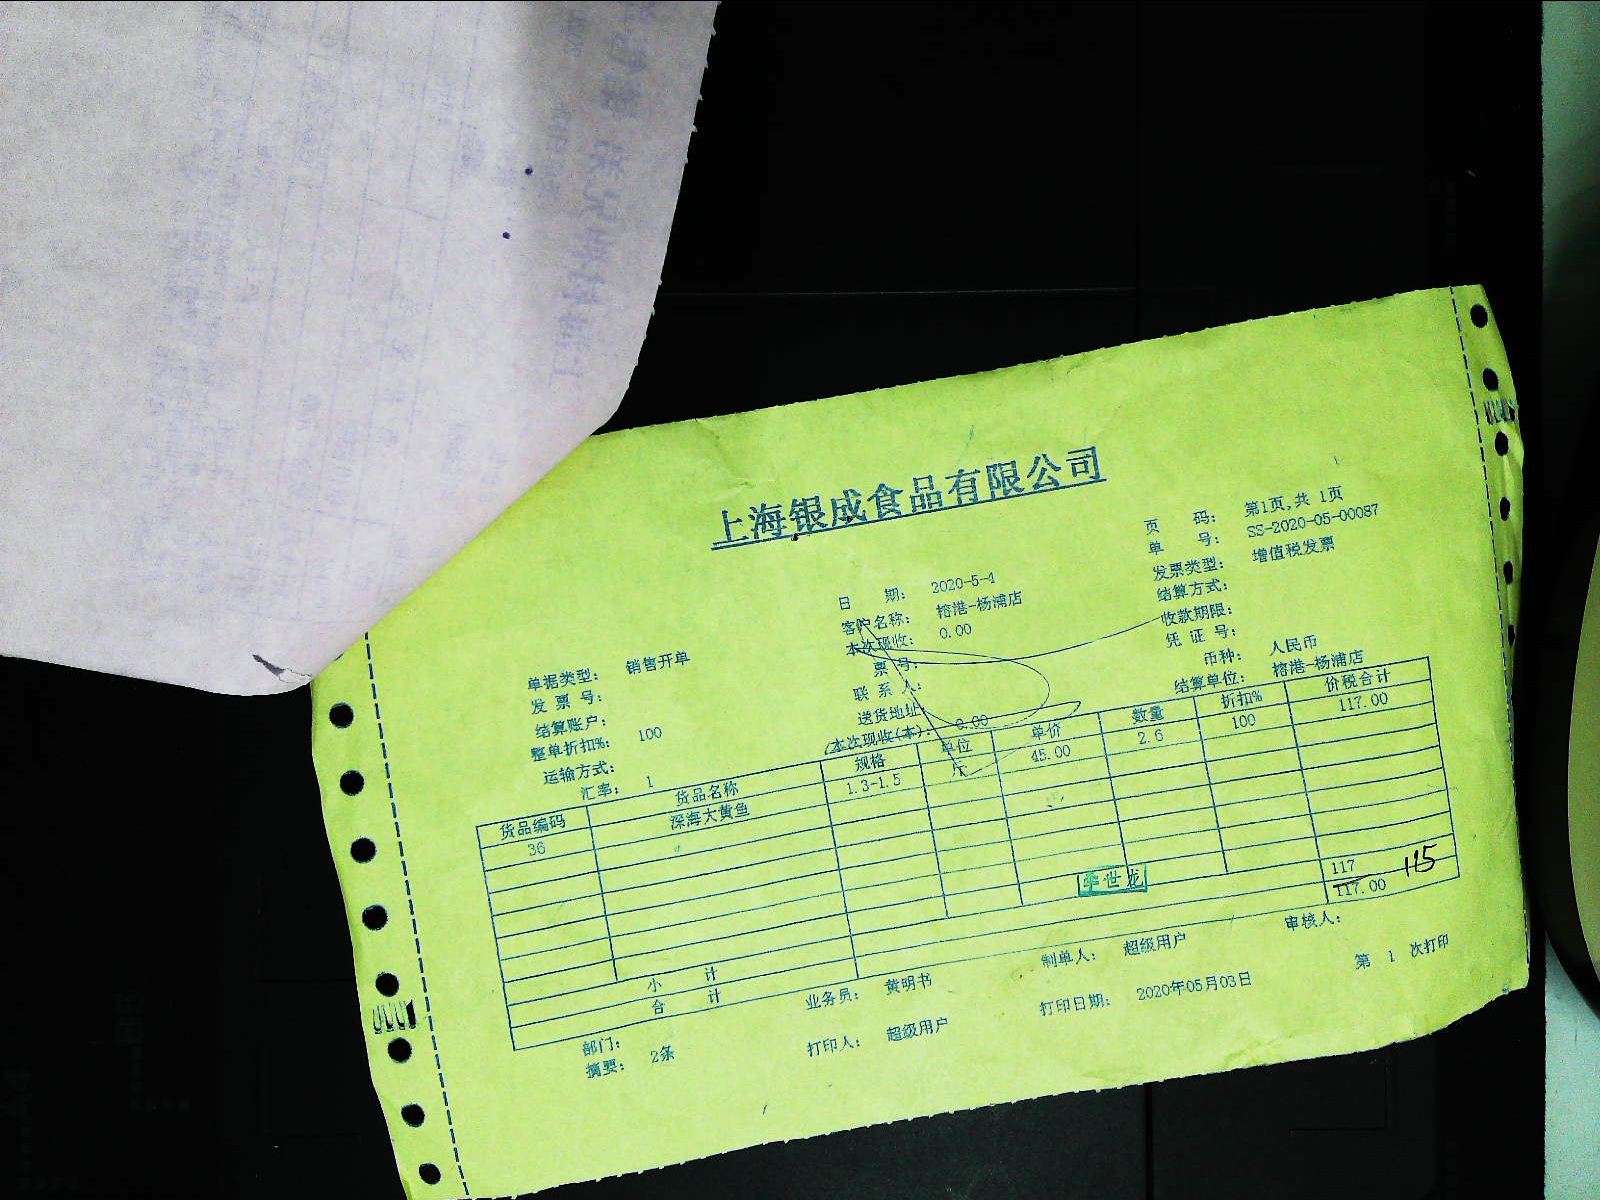 上海银成食品有限公司
页 码: 第1页,共 1页
日 期: 2020-5-4 单 号: SS-2020-05-00087
客户名称: 榕港-杨浦店 发票类型: 增值税发票
单据类型: 销售开单 本次现收: 0.00 结算方式:
发 票 号: 票 号: 收款期限:
结算账户: 联 系 人: 凭 证 号:
整单折扣%: 100 送货地址: 币种: 人民币
运输方式: (本次现收(本): 0.00 结算单位: 榕港-杨浦店
汇率: 1
货品编码 货品名称 规格 单位 单价 数量 折扣% 价税合计
36 深海大黄鱼 1.3-1.5 斤 45.00 2.6 100 117.00
小 计 117
合 计 117.00 115
李世龙
部门: 业务员: 黄明书 制单人: 超级用户 审核人:
摘要: 2条 打印人: 超级用户 打印日期: 2020年05月03日 第 1 次打印